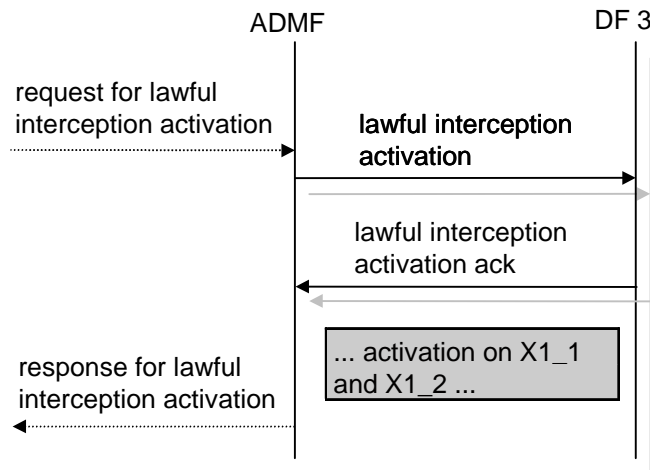 ADMF
DF 3
request for lawful
interception activation
lawful interception
activation
lawful interception
activation ack
... activation on X1_1
and X1_2 ...
response for lawful
interception activation